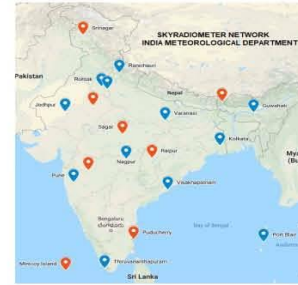 SKYRADIOMETER NETWORK
INDIA METEOROLOGICAL DEPARTMENT
Srinagar
Pakistan
Ranichauri
Rohtak
Nepal
Jodhpur
Varanasi
Guwahati
Sagar
Kolkata
Nagpur
Raipur
Pune
Visakhapatnam
Bengaluru
Bay of Bengal
Puducherry
Port Blair
Minicoy Island
Thiruvananthapuram
Sri Lanka